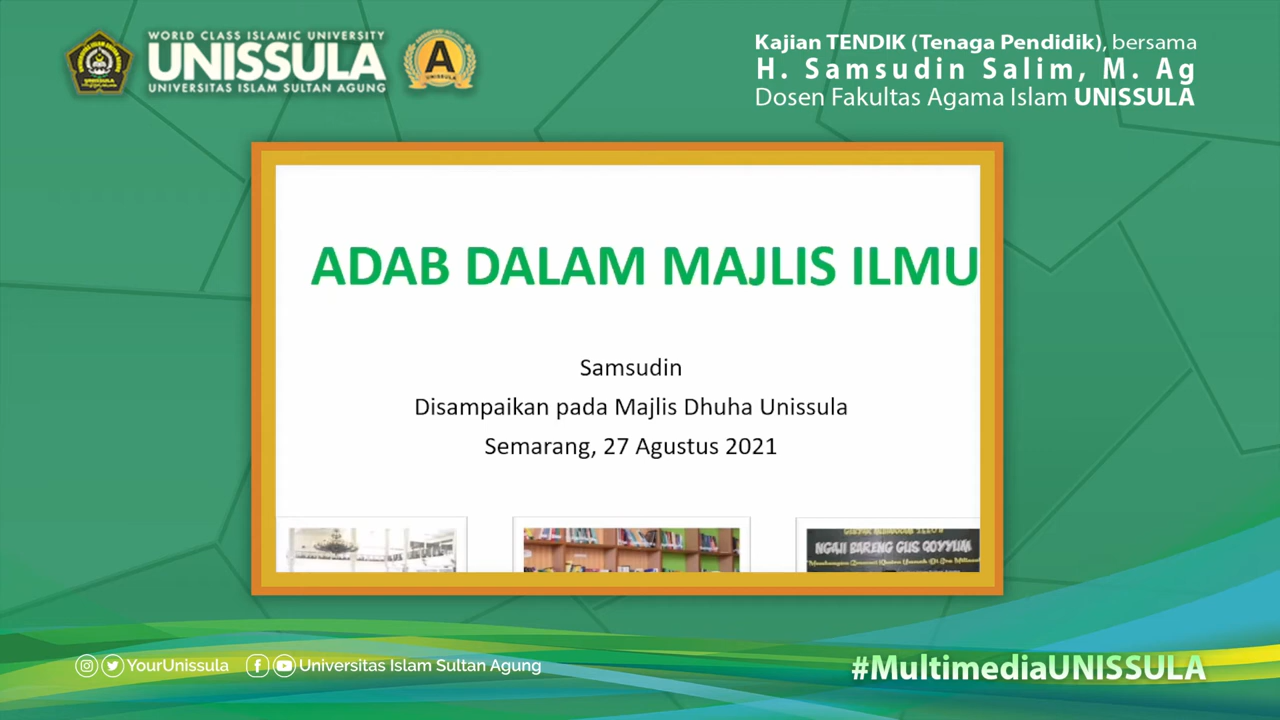 WORLD CLASS ISLAMIC UNIVERSITY
UNISSULA
UNIVERSITAS ISLAM SULTAN AGUNG
A
UNISSULA
Kajian TENDIK (Tenaga Pendidik), bersama
H. Samsudin Salim, M. Ag
Dosen Fakultas Agama Islam UNISSULA
ADAB DALAM MAJLIS ILMU
Samsudin
Disampaikan pada Majlis Dhuha Unissula
Semarang, 27 Agustus 2021
NGAJI BARENG GUS QOYYUM
YourUnissula
Universitas Islam Sultan Agung
#MultimediaUNISSULA